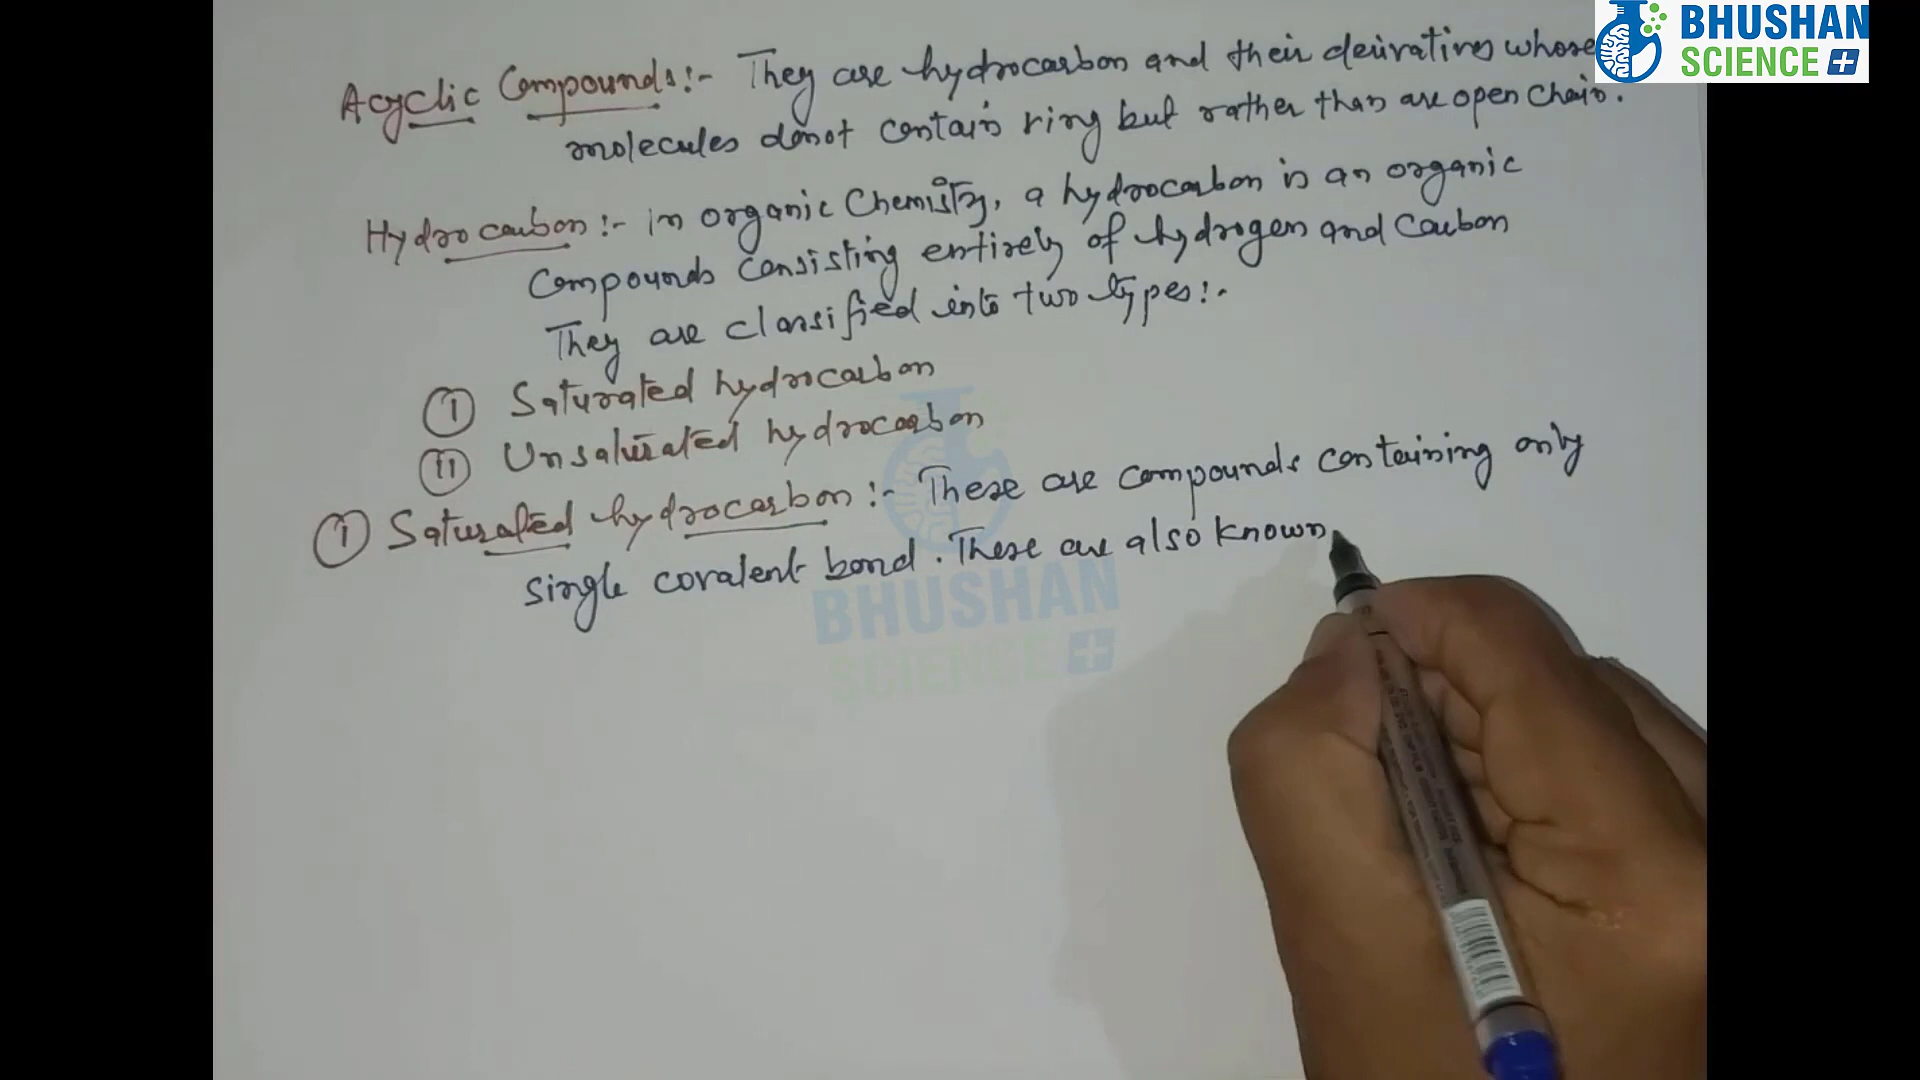 BHUSHAN
SCIENCE +
Acyclic Compounds:- They are hydrocarbon and their derivatives whose
molecules donot contain ring but rather than are open chain.
Hydrocarbon:- in organic Chemistry, a hydrocarbon is an organic
Compounds consisting entirely of hydrogen and Carbon
They are classified into two types:-
(I) Saturated hydrocarbon
(II) Unsaturated hydrocarbon
(I) Saturated hydrocarbon:- These are compounds containing only
single covalent bond. These are also known
BHUSHAN
SCIENCE +